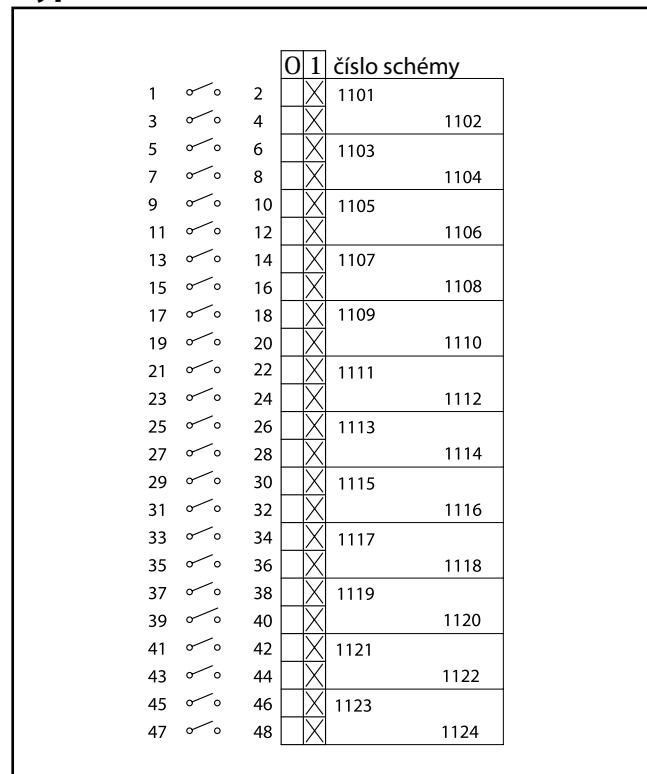 0 1 číslo schémy
1 2 X 1101
3 4 X 1102
5 6 X 1103
7 8 X 1104
9 10 X 1105
11 12 X 1106
13 14 X 1107
15 16 X 1108
17 18 X 1109
19 20 X 1110
21 22 X 1111
23 24 X 1112
25 26 X 1113
27 28 X 1114
29 30 X 1115
31 32 X 1116
33 34 X 1117
35 36 X 1118
37 38 X 1119
39 40 X 1120
41 42 X 1121
43 44 X 1122
45 46 X 1123
47 48 X 1124